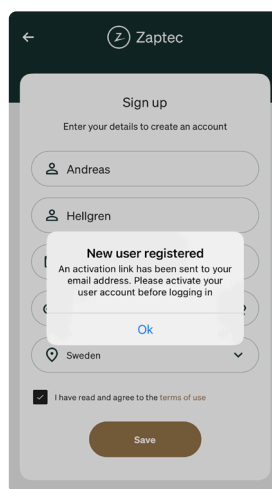 Zaptec
Sign up
Enter your details to create an account
Andreas
Hellgren
New user registered
An activation link has been sent to your
email address. Please activate your
user account before logging in
Ok
Sweden
I have read and agree to the terms of use
Save